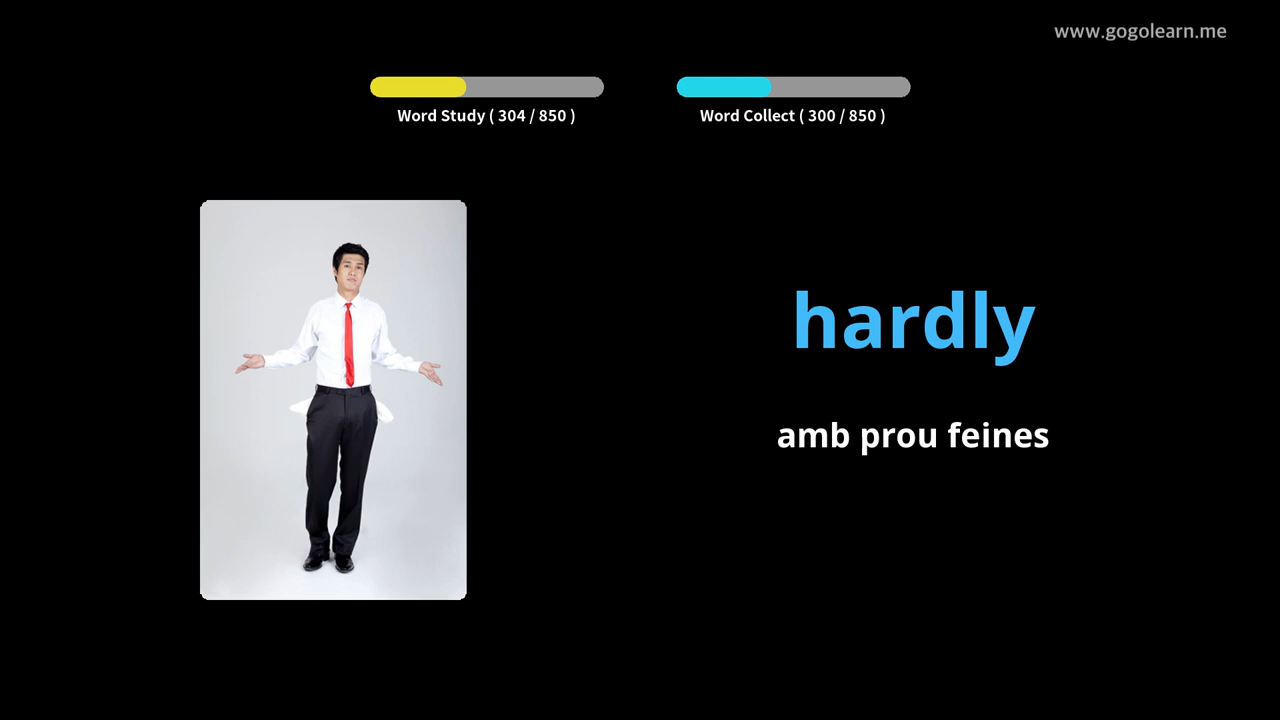 www.gogolearn.me
Word Study ( 304 / 850 )
Word Collect ( 300 / 850 )
hardly
amb prou feines